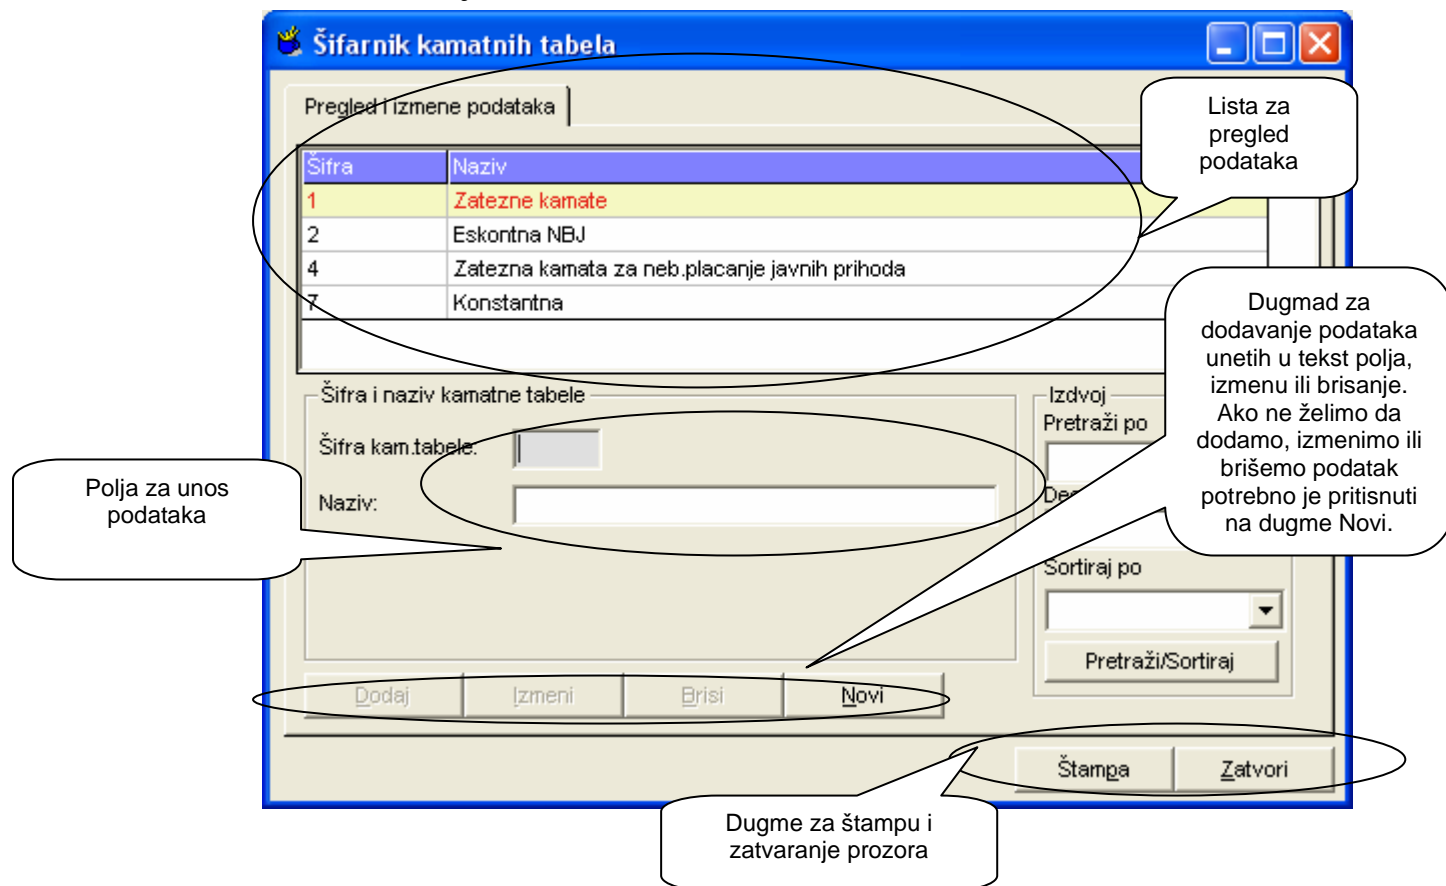 Šifarnik kamatnih tabela
Pregled i izmene podataka
Lista za
pregled
podataka
Šifra Naziv
1 Zatezne kamate
2 Eskontna NBJ
4 Zatezna kamata za neb.placanje javnih prihoda
7 Konstantna
Dugmad za
dodavanje podataka
unetih u tekst polja,
izmenu ili brisanje.
Ako ne želimo da
dodamo, izmenimo ili
brišemo podatak
potrebno je pritisnuti
na dugme Novi.
Šifra i naziv kamatne tabele
Šifra kam.tabele:
Naziv:
Polja za unos
podataka
Izdvoj
Pretraži po
Sortiraj po
Pretraži/Sortiraj
Dodaj Izmeni Brisi Novi
Štampa Zatvori
Dugme za štampu i
zatvaranje prozora